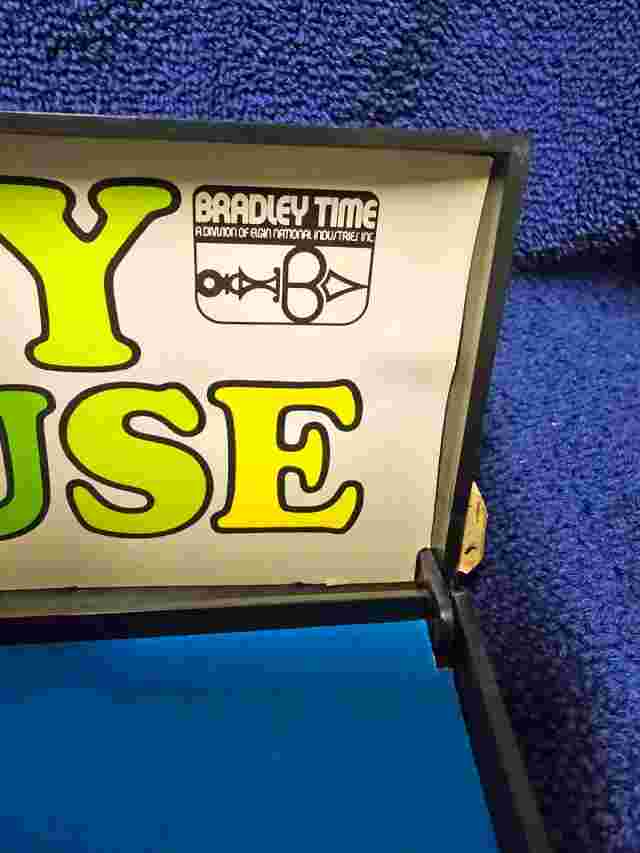 Y
BRADLEY TIME
A DIVISION OF ELGIN NATIONAL INDUSTRIES INC
B
USE